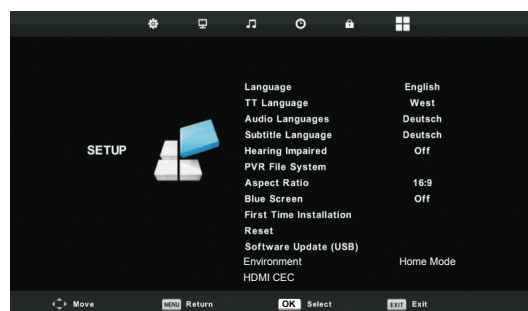 SETUP
Language English
TT Language West
Audio Languages Deutsch
Subtitle Language Deutsch
Hearing Impaired Off
PVR File System
Aspect Ratio 16:9
Blue Screen Off
First Time Installation
Reset
Software Update (USB)
Environment Home Mode
HDMI CEC
Move MENU Return OK Select EXIT Exit